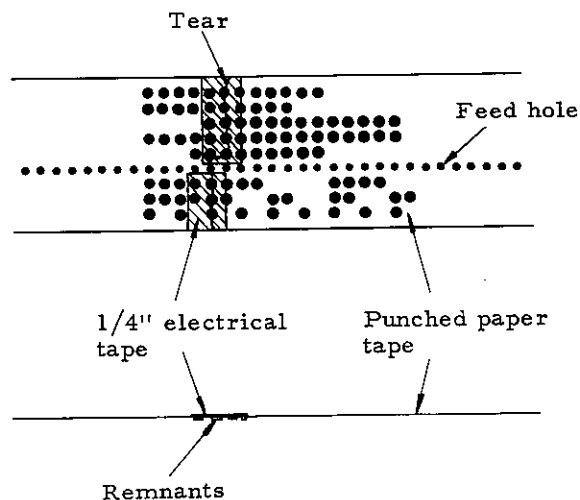 Tear
Feed hole
1/4" electrical
tape
Punched paper
tape
Remnants